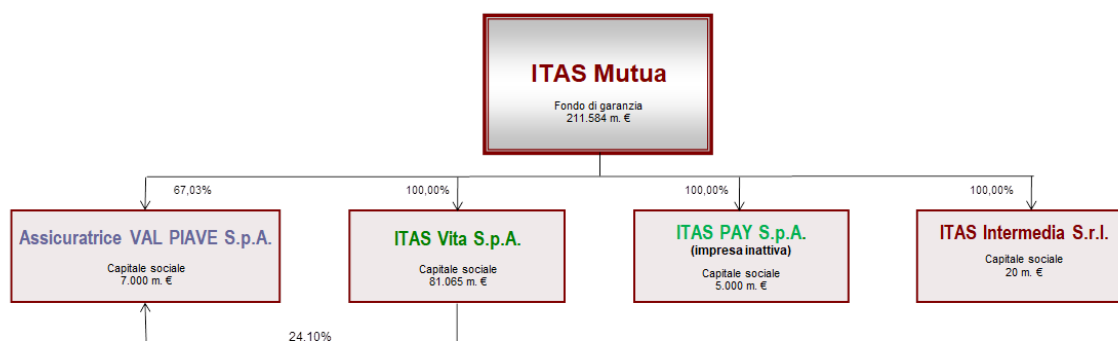 ITAS Mutua
Fondo di garanzia
211.584 m. €
67,03%
100,00%
100,00%
100,00%
Assicuratrice VAL PIAVE S.p.A.
Capitale sociale
7.000 m. €
ITAS Vita S.p.A.
Capitale sociale
81.065 m. €
ITAS PAY S.p.A.
(impresa inattiva)
Capitale sociale
5.000 m. €
ITAS Intermedia S.r.l.
Capitale sociale
20 m. €
24,10%